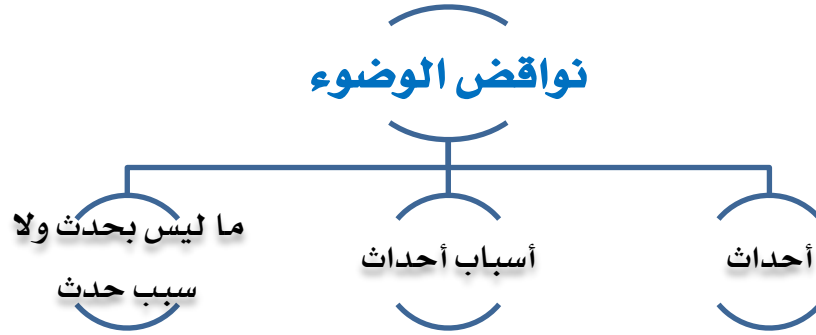 نواقض الوضوء
أحداث
أسباب أحداث
ما ليس بحدث ولا
سبب حدث